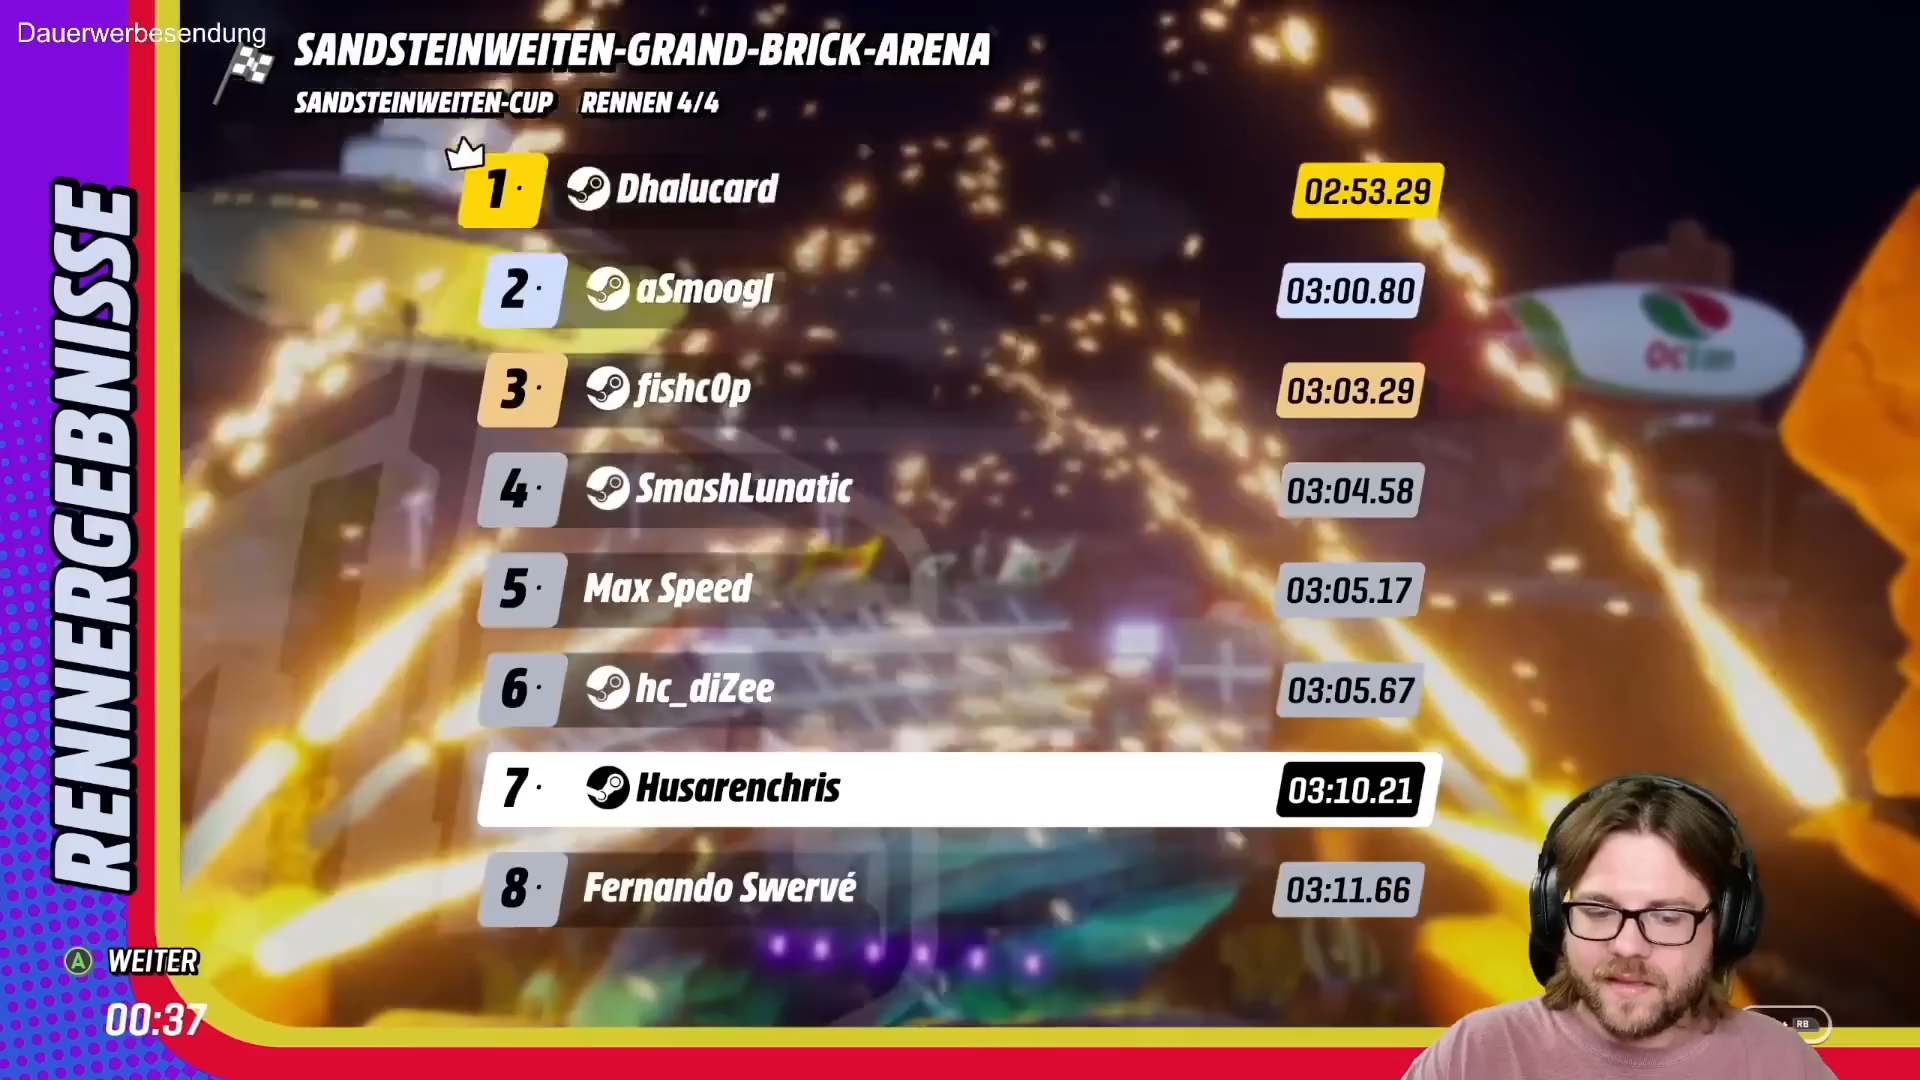 Dauerwerbesendung
SANDSTEINWEITEN-GRAND-BRICK-ARENA
SANDSTEINWEITEN-CUP RENNEN 4/4
RENNERGEBNISSE
1 Dhalucard 02:53.29
2 aSmoogl 03:00.80
3 fishc0p 03:03.29
4 SmashLunatic 03:04.58
5 Max Speed 03:05.17
6 hc_diZee 03:05.67
7 Husarenchris 03:10.21
8 Fernando Swervé 03:11.66
Octan
A WEITER
00:37
RB